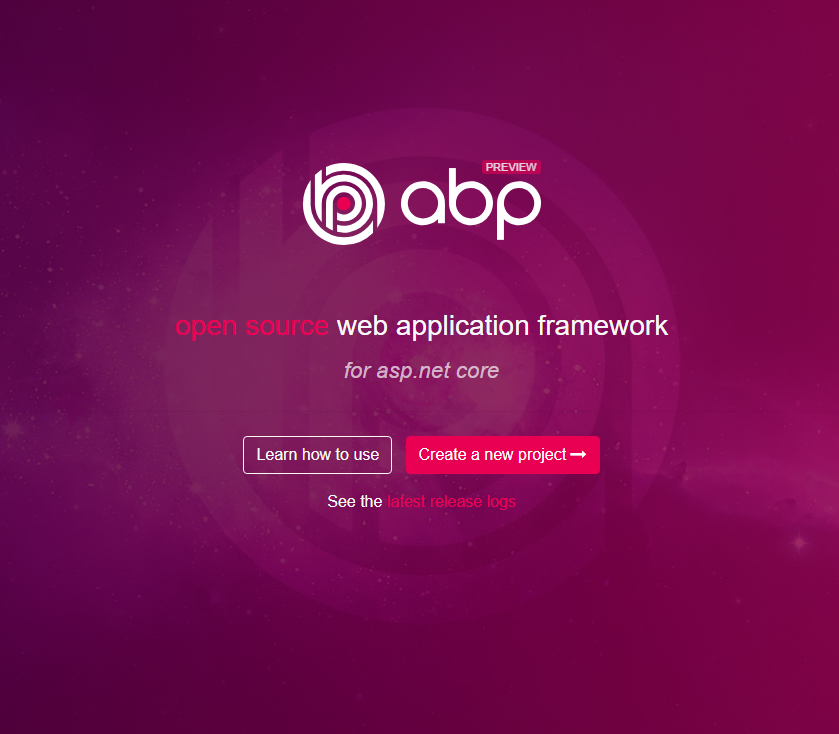 PREVIEW
abp
open source web application framework
for asp.net core
Learn how to use
Create a new project
See the latest release logs